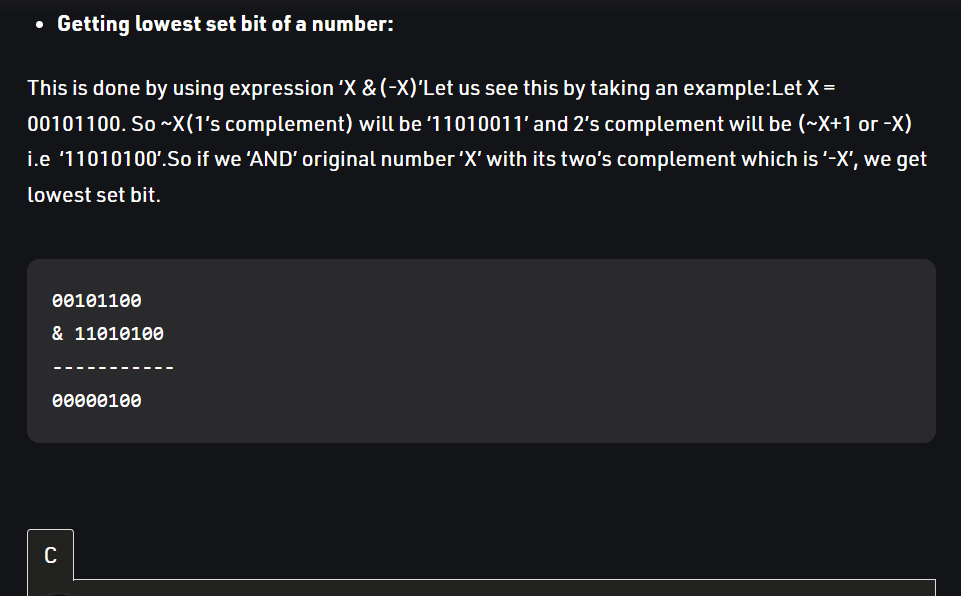 • Getting lowest set bit of a number:
This is done by using expression ‘X &(-X)’Let us see this by taking an example:Let X =
00101100. So ~X(1’s complement) will be ‘11010011’ and 2’s complement will be (~X+1 or -X)
i.e ‘11010100’.So if we ‘AND’ original number ‘X’ with its two’s complement which is ‘-X’, we get
lowest set bit.
00101100
& 11010100
-----------
00000100
C